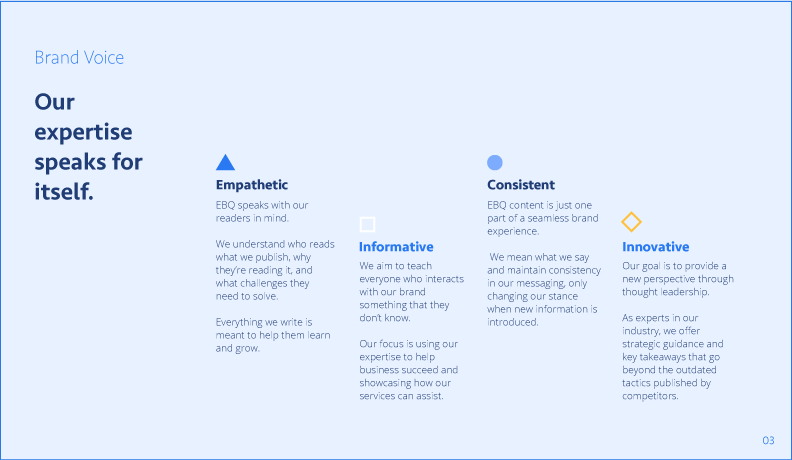 Brand Voice
Our
expertise
speaks for
itself.
Empathetic
EBQ speaks with our
readers in mind.
We understand who reads
what we publish, why
they're reading it, and
what challenges they
need to solve.
Everything we write is
meant to help them learn
and grow.
Informative
We aim to teach
everyone who interacts
with our brand
something that they
don't know.
Our focus is using our
expertise to help
business succeed and
showcasing how our
services can assist.
Consistent
EBQ content is just one
part of a seamless brand
experience.
We mean what we say
and maintain consistency
in our messaging, only
changing our stance
when new information is
introduced.
Innovative
Our goal is to provide a
new perspective through
thought leadership.
As experts in our
industry, we offer
strategic guidance and
key takeaways that go
beyond the outdated
tactics published by
competitors.
03